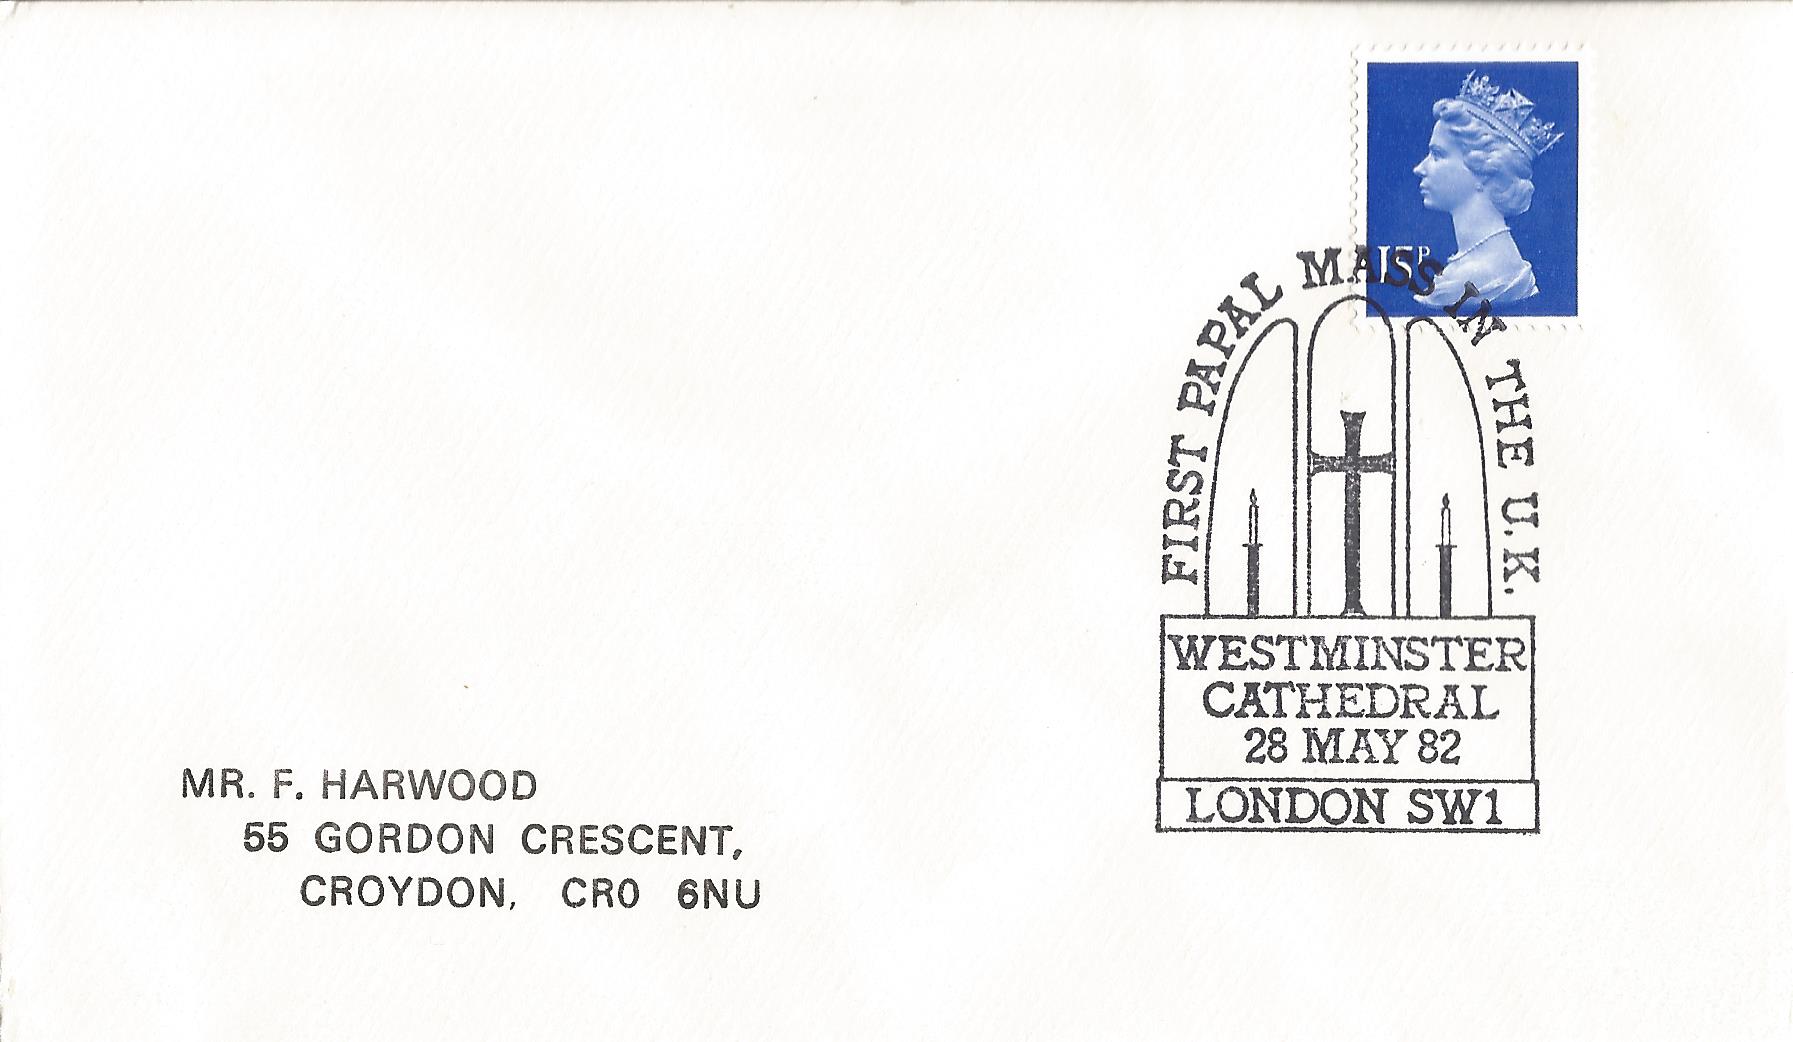 15P
FIRST PAPAL MASS IN THE U.K.
WESTMINSTER
CATHEDRAL
28 MAY 82
LONDON SW1
MR. F. HARWOOD
55 GORDON CRESCENT,
CROYDON, CR0 6NU